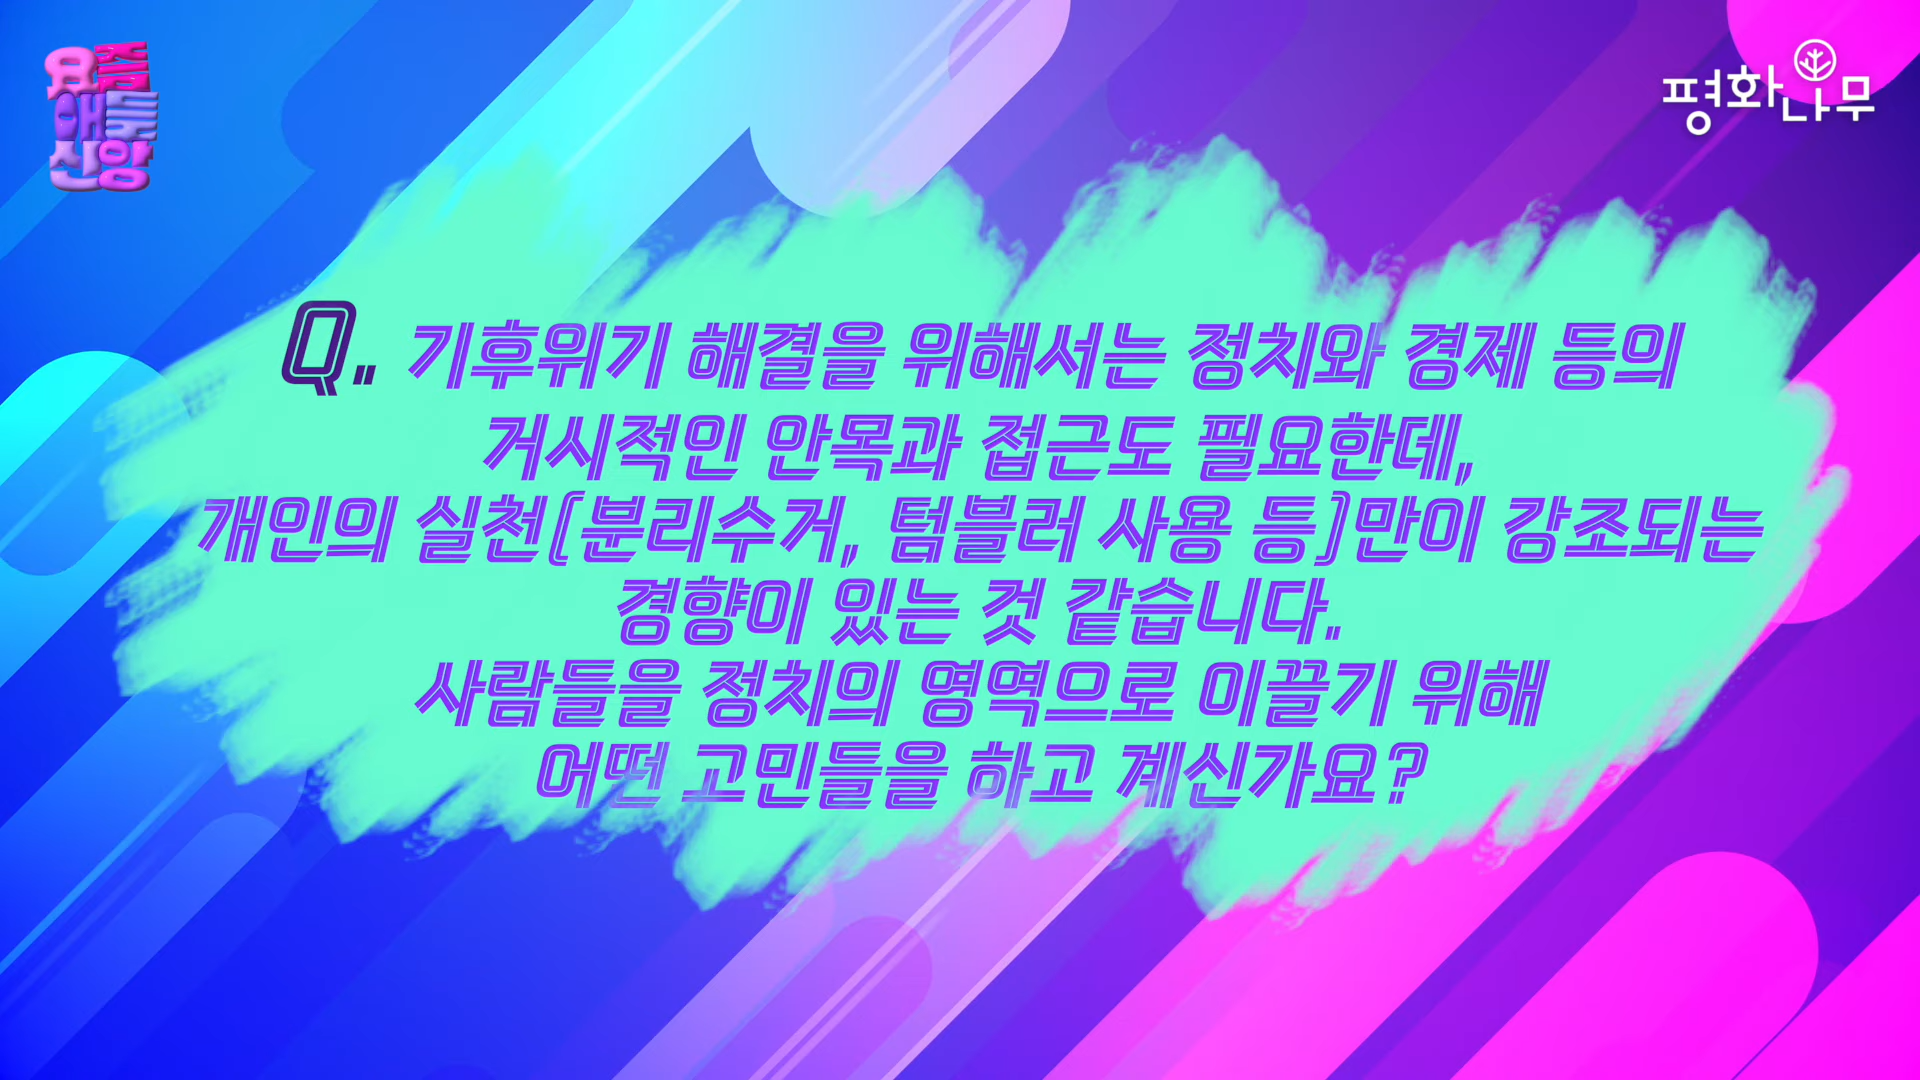 요즘
애들
신앙
평화나무
Q. 기후위기 해결을 위해서는 정치와 경제 등의
거시적인 안목과 접근도 필요한데,
개인의 실천(분리수거, 텀블러 사용 등)만이 강조되는
경향이 있는 것 같습니다.
사람들을 정치의 영역으로 이끌기 위해
어떤 고민들을 하고 계신가요?